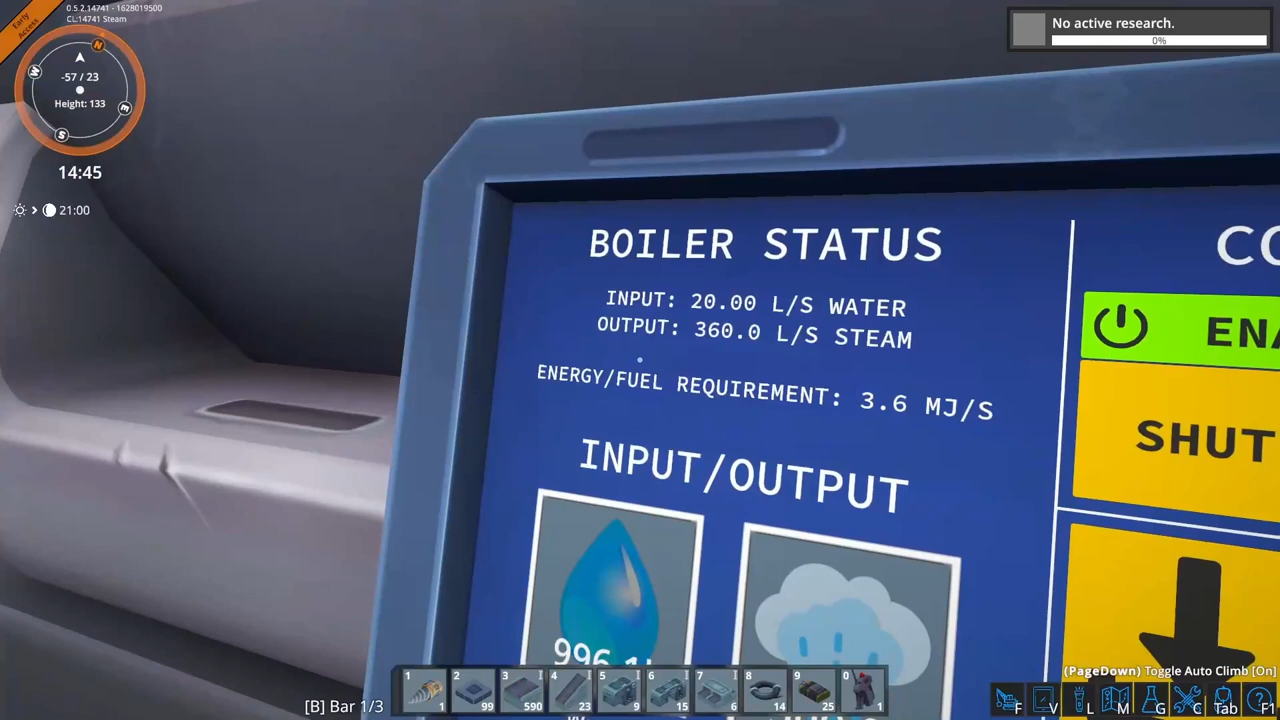 Early
Access
0.5 2.14741 - 1628019500
CL:14741 Steam
N
W
E
S
-57 / 23
Height: 133
14:45
21:00
No active research.
0%
BOILER STATUS
INPUT: 20.00 L/S WATER
OUTPUT: 360.0 L/S STEAM
ENERGY/FUEL REQUIREMENT: 3.6 MJ/S
INPUT/OUTPUT
(PageDown) Toggle Auto Climb [On]
[B] Bar 1/3
1 2 3 4 5 6 7 8 9 0
1 99 590 23 9 15 6 14 25 1
F V L M G C Tab F1